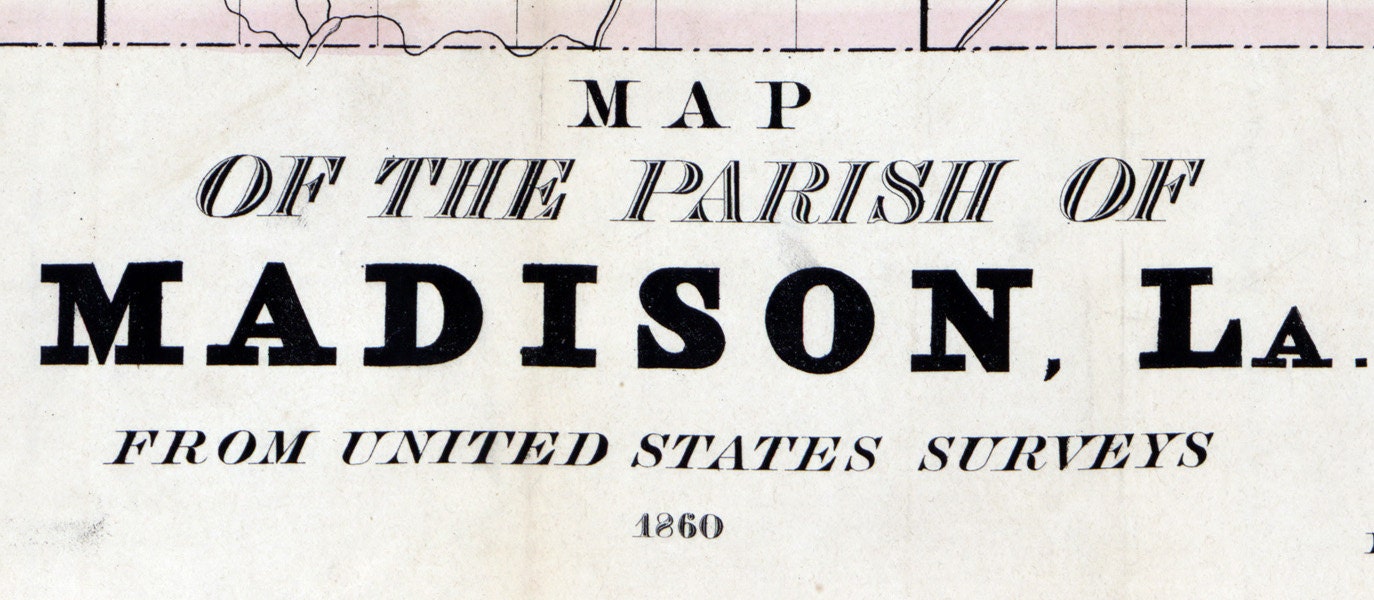 MAP
OF THE PARISH OF
MADISON, LA.
FROM UNITED STATES SURVEYS
1860